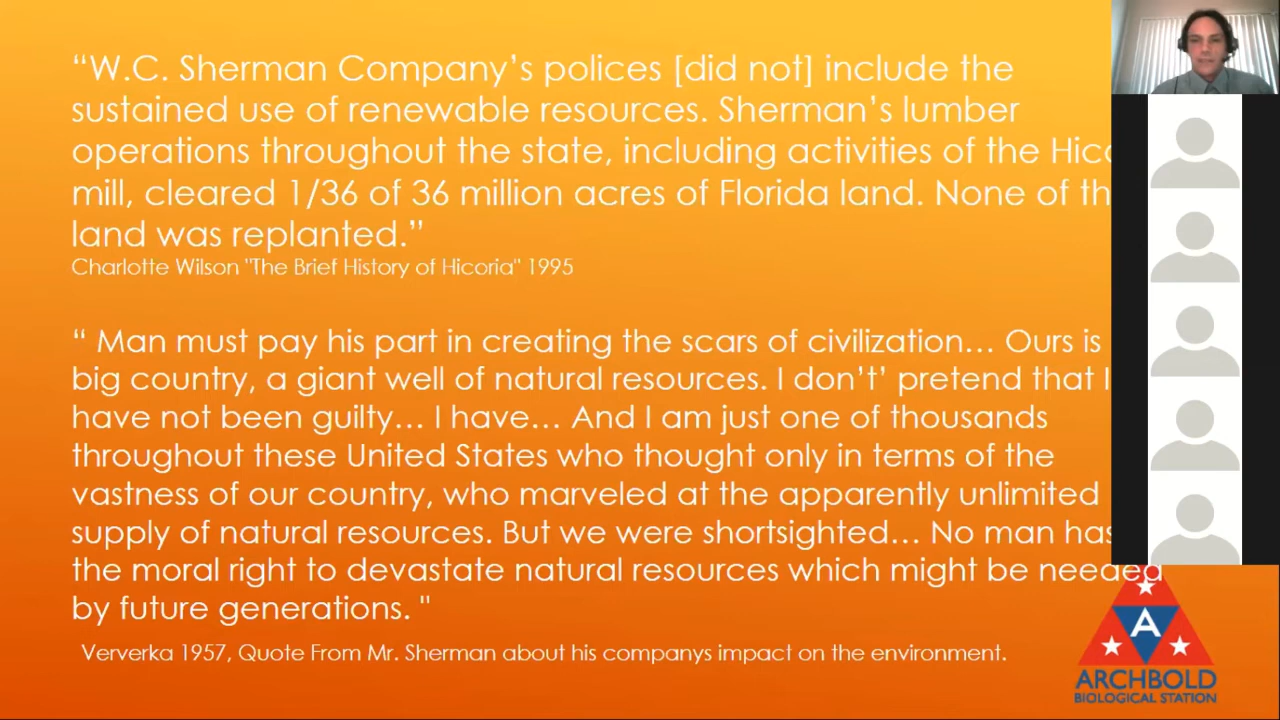 “W.C. Sherman Company’s polices [did not] include the
sustained use of renewable resources. Sherman’s lumber
operations throughout the state, including activities of the
mill, cleared 1/36 of 36 million acres of Florida land. None of
land was replanted.”
Charlotte Wilson "The Brief History of Hicoria" 1995
“ Man must pay his part in creating the scars of civilization… Ours is
big country, a giant well of natural resources. I don’t’ pretend that I
have not been guilty… I have… And I am just one of thousands
throughout these United States who thought only in terms of the
vastness of our country, who marveled at the apparently unlimited
supply of natural resources. But we were shortsighted… No man has
the moral right to devastate natural resources which might be needed
by future generations. "
Ververka 1957, Quote From Mr. Sherman about his companys impact on the environment.
A
ARCHBOLD
BIOLOGICAL STATION